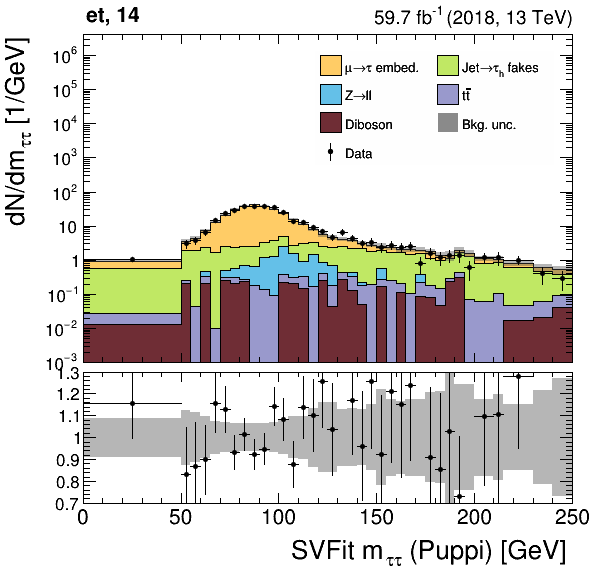 et, 14
59.7 fb⁻¹ (2018, 13 TeV)
dN/dm_ττ [1/GeV]
10⁶
10⁵
10⁴
10³
10²
10
1
10⁻¹
10⁻²
10⁻³
μ→τ embed.
Jet→τ_h fakes
Z→ll
tt̄
Diboson
Bkg. unc.
Data
1.3
1.2
1.1
1
0.9
0.8
0.7
0 50 100 150 200 250
SVFit m_ττ (Puppi) [GeV]